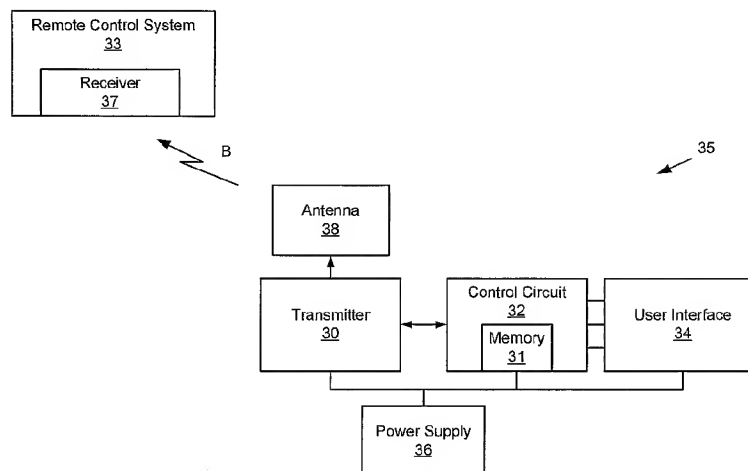 Remote Control System
33
Receiver
37
B
35
Antenna
38
Transmitter
30
Control Circuit
32
Memory
31
User Interface
34
Power Supply
36